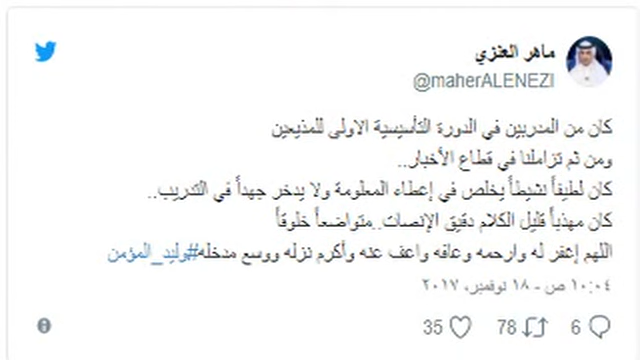 ماهر العنزي
@maherALENEZI
كان من المدربين في الدورة التأسيسية الاولى للمذيعين
ومن ثم تزاملنا في قطاع الأخبار..
كان لطيفاً نشيطاً يخلص في إعطاء المعلومة ولا يدخر جهداً في التدريب..
كان مهذباً قليل الكلام دقيق الإنصات..متواضعاً خلوقاً
اللهم إغفر له وارحمه وعافه واعف عنه وأكرم نزله ووسع مدخله#وليد_المؤمن
١٠:٠٤ ص - ١٨ نوفمبر، ٢٠١٧
6 78 35